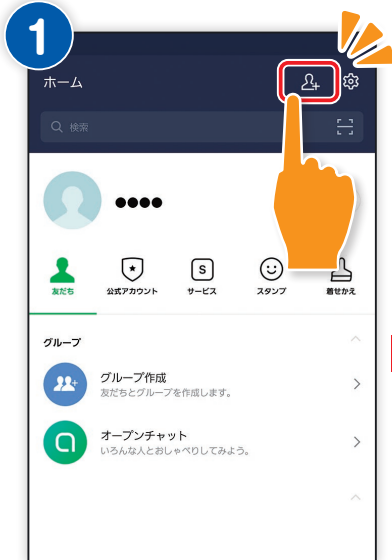 1
ホーム
検索
●●●●
友だち
公式アカウント
S
サービス
スタンプ
着せかえ
グループ
グループ作成
友だちとグループを作成します。
オープンチャット
いろんな人とおしゃべりしてみよう。